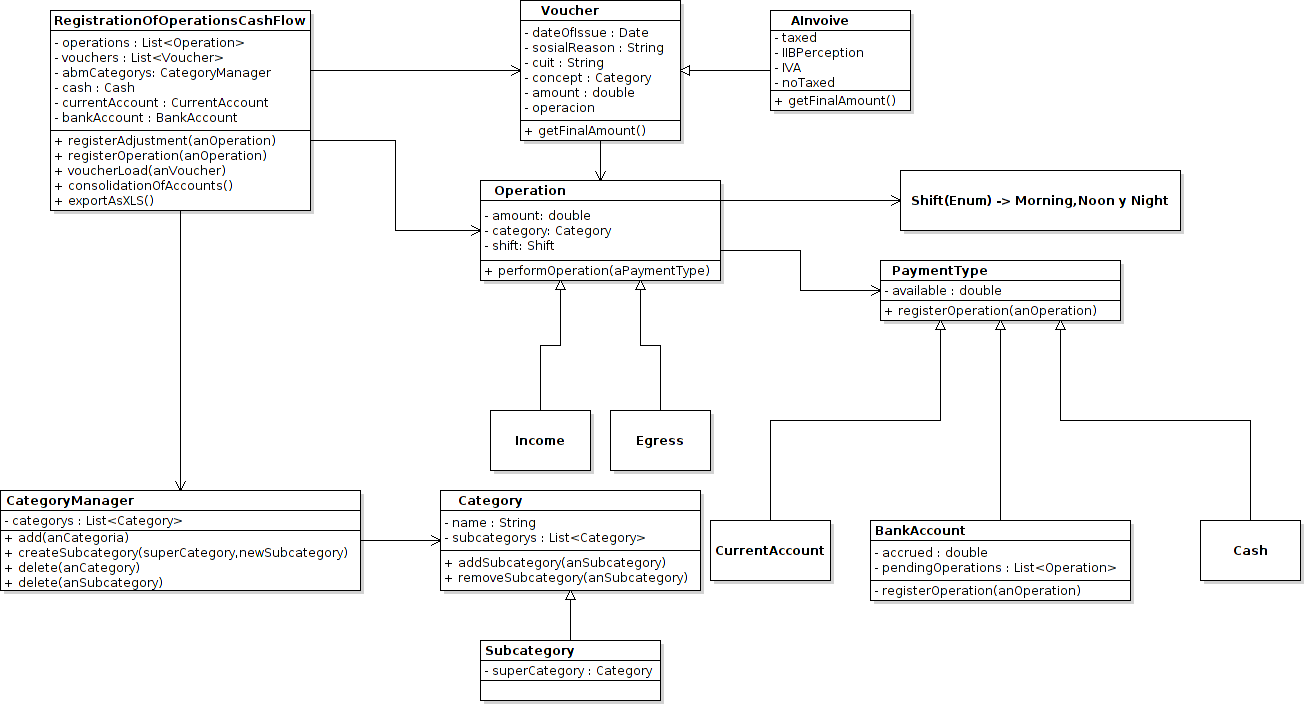 RegistrationOfOperationsCashFlow
- operations : List<Operation>
- vouchers : List<Voucher>
- abmCategorys: CategoryManager
- cash : Cash
- currentAccount : CurrentAccount
- bankAccount : BankAccount
+ registerAdjustment(anOperation)
+ registerOperation(anOperation)
+ voucherLoad(anVoucher)
+ consolidationOfAccounts()
+ exportAsXLS()
Voucher
- dateOfIssue : Date
- sosialReason : String
- cuit : String
- concept : Category
- amount : double
- operacion
+ getFinalAmount()
AInvoive
- taxed
- IIBPerception
- IVA
- noTaxed
+ getFinalAmount()
Operation
- amount: double
- category: Category
- shift: Shift
+ performOperation(aPaymentType)
Shift(Enum) -> Morning,Noon y Night
PaymentType
- available : double
+ registerOperation(anOperation)
Income
Egress
CategoryManager
- categorys : List<Category>
+ add(anCategoria)
+ createSubcategory(superCategory,newSubcategory)
+ delete(anCategory)
+ delete(anSubcategory)
Category
- name : String
- subcategorys : List<Category>
+ addSubcategory(anSubcategory)
+ removeSubcategory(anSubcategory)
CurrentAccount
BankAccount
- accrued : double
- pendingOperations : List<Operation>
- registerOperation(anOperation)
Cash
Subcategory
- superCategory : Category